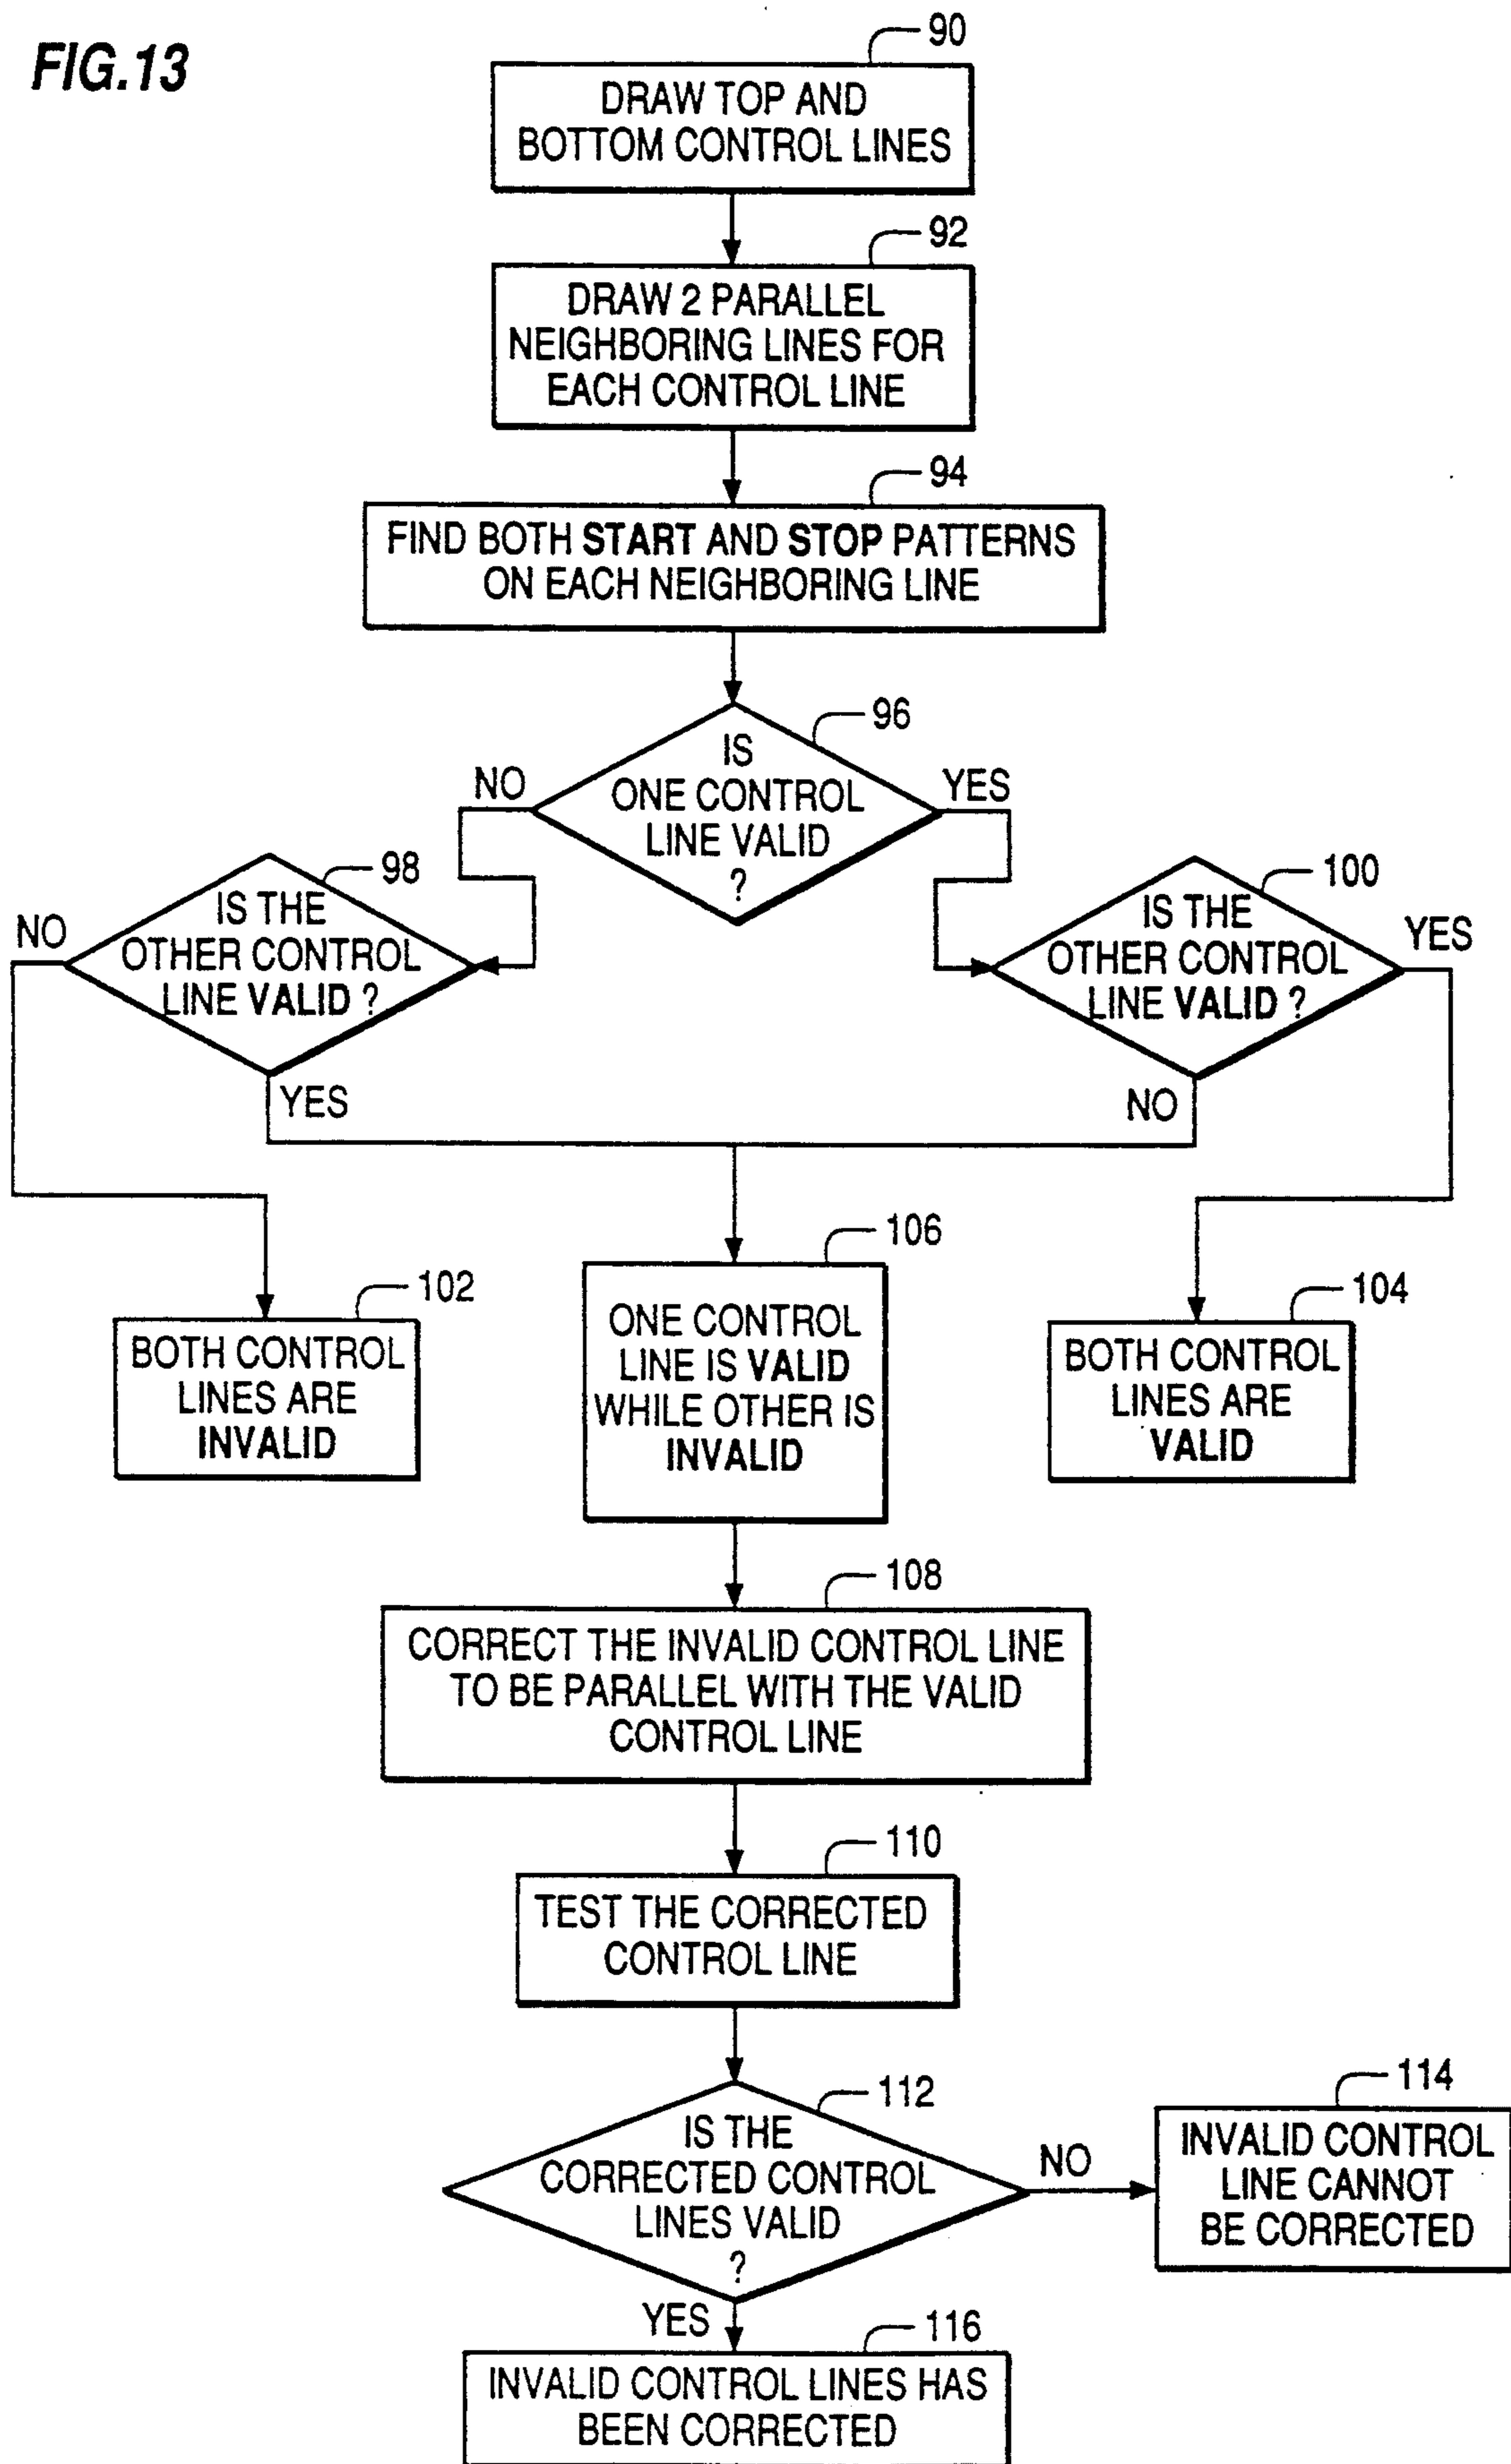 FIG.13
90
DRAW TOP AND
BOTTOM CONTROL LINES
92
DRAW 2 PARALLEL
NEIGHBORING LINES FOR
EACH CONTROL LINE
94
FIND BOTH START AND STOP PATTERNS
ON EACH NEIGHBORING LINE
96
IS
ONE CONTROL
LINE VALID
?
NO
YES
98
IS THE
OTHER CONTROL
LINE VALID ?
NO
YES
100
IS THE
OTHER CONTROL
LINE VALID ?
YES
NO
102
BOTH CONTROL
LINES ARE
INVALID
106
ONE CONTROL
LINE IS VALID
WHILE OTHER IS
INVALID
104
BOTH CONTROL
LINES ARE
VALID
108
CORRECT THE INVALID CONTROL LINE
TO BE PARALLEL WITH THE VALID
CONTROL LINE
110
TEST THE CORRECTED
CONTROL LINE
112
IS THE
CORRECTED CONTROL
LINES VALID
?
NO
114
INVALID CONTROL
LINE CANNOT
BE CORRECTED
YES
116
INVALID CONTROL LINES HAS
BEEN CORRECTED